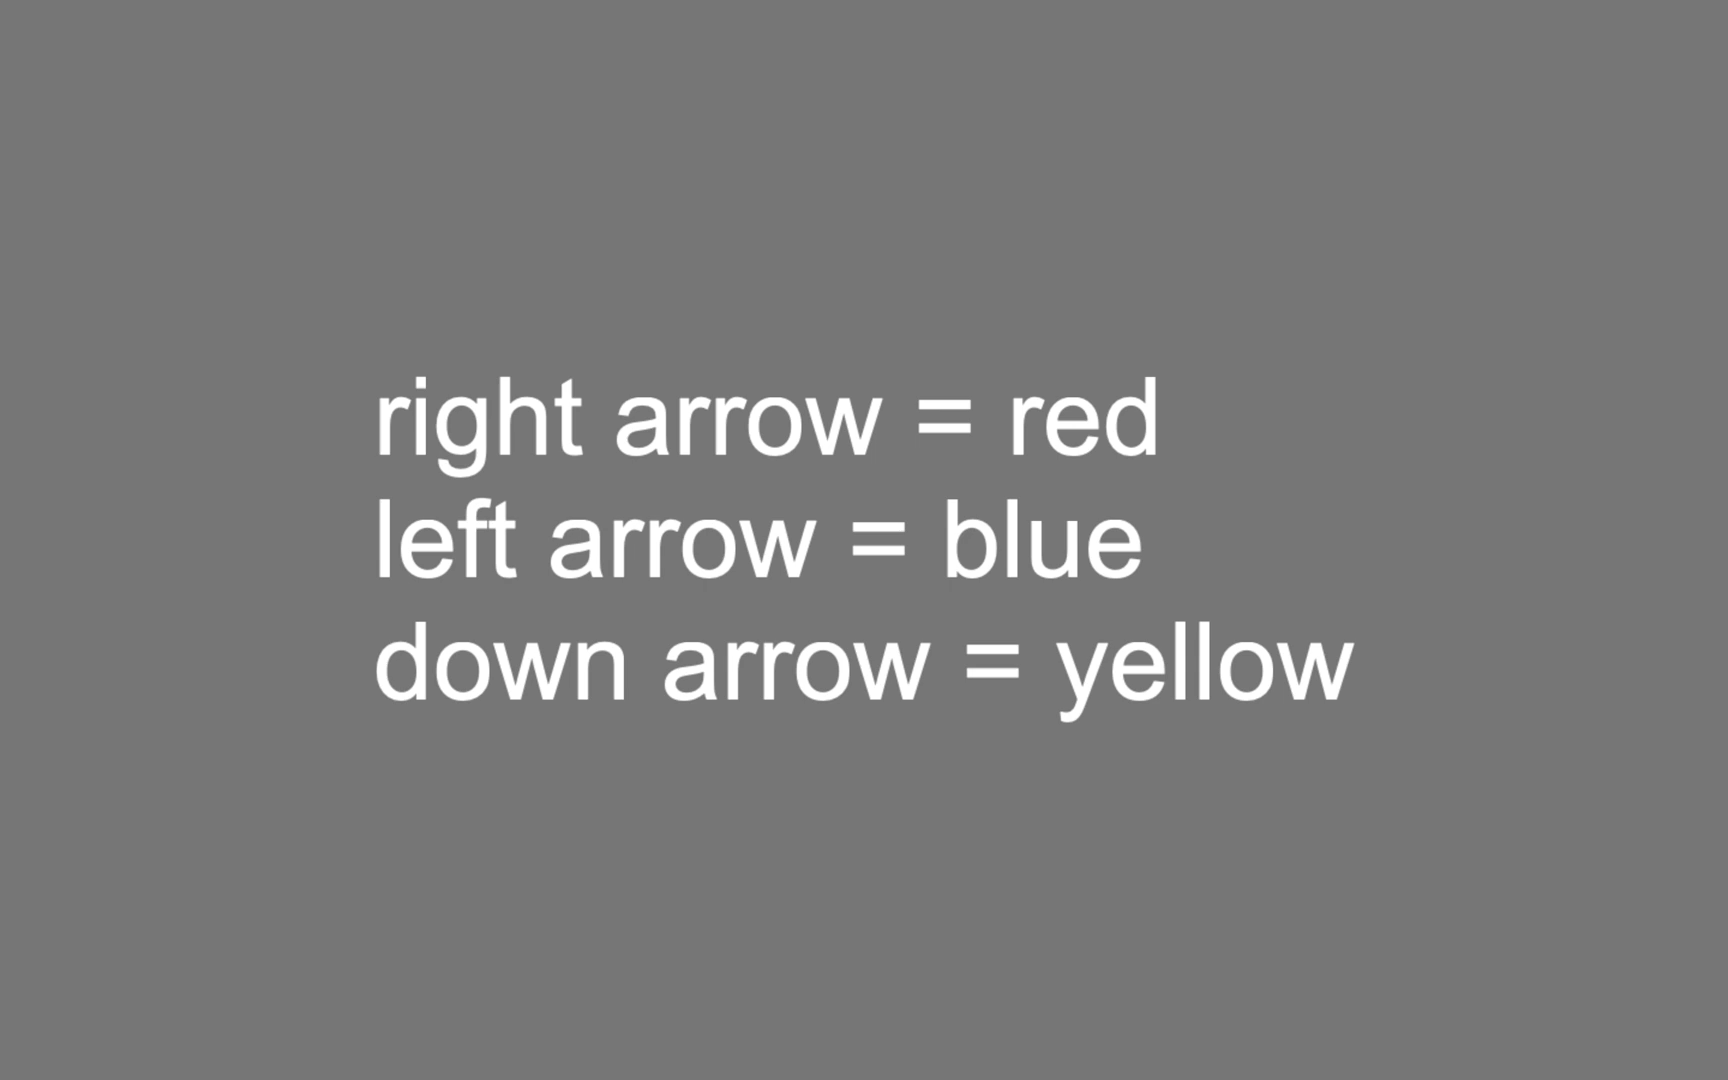 right arrow = red
left arrow = blue
down arrow = yellow